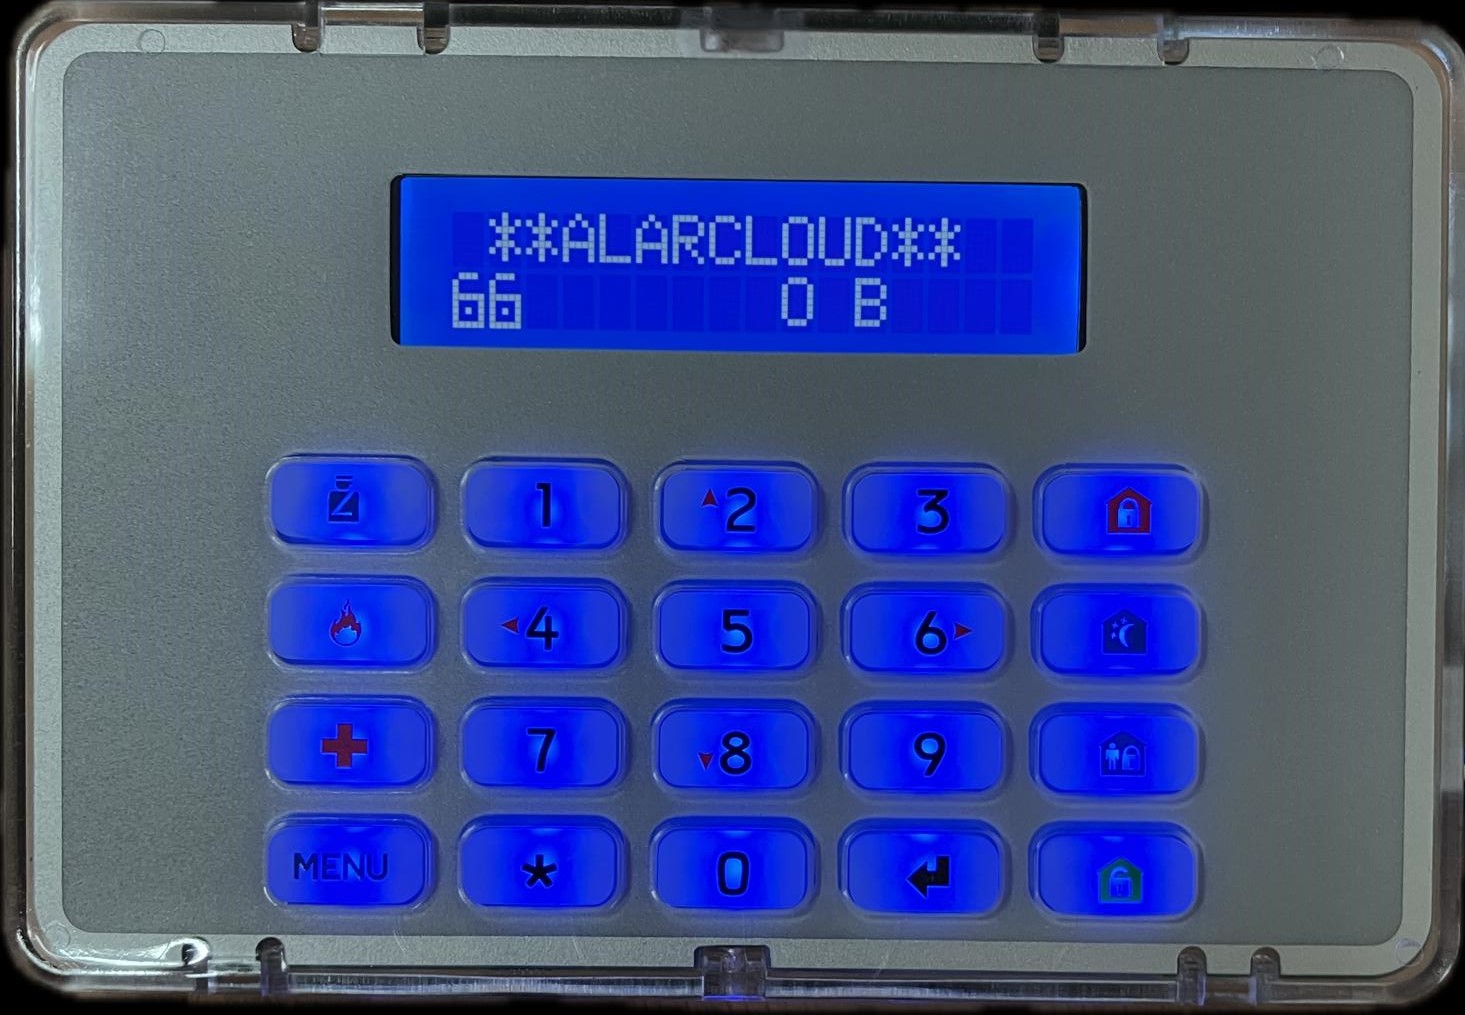 **ALARCLOUD**
66 0 B
1 2 3
4 5 6
7 8 9
MENU * 0